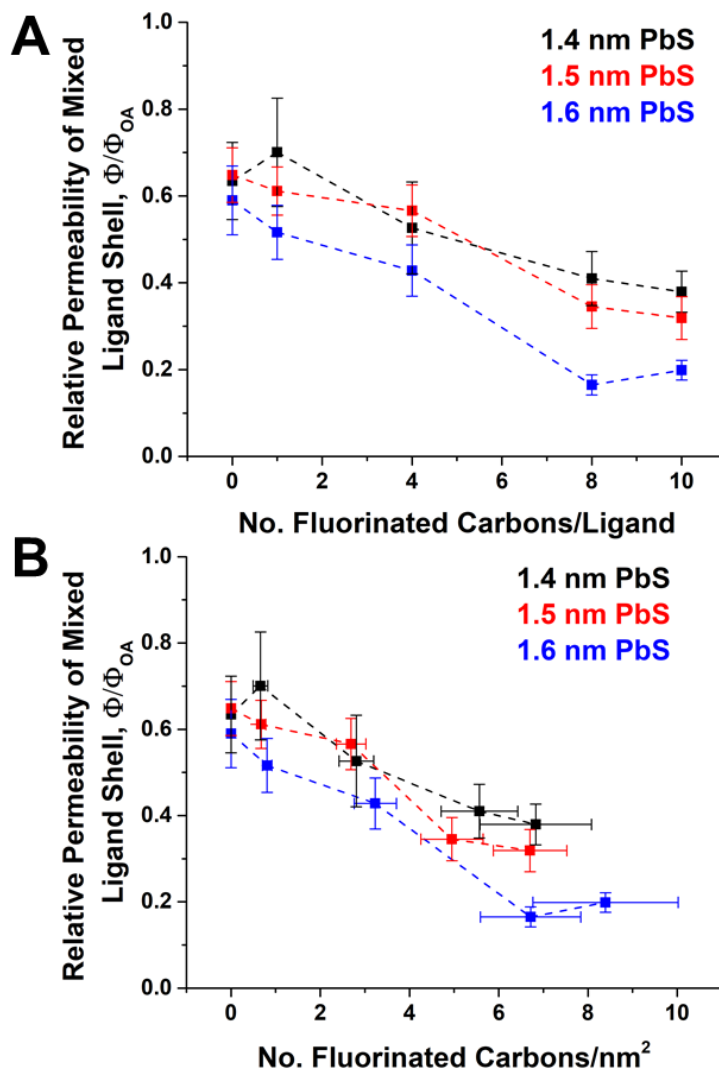 A
1.4 nm PbS
1.5 nm PbS
1.6 nm PbS
Relative Permeability of Mixed
Ligand Shell, Φ/Φ_OA
1.0
0.8
0.6
0.4
0.2
0.0
0 2 4 6 8 10
No. Fluorinated Carbons/Ligand
B
1.4 nm PbS
1.5 nm PbS
1.6 nm PbS
Relative Permeability of Mixed
Ligand Shell, Φ/Φ_OA
1.0
0.8
0.6
0.4
0.2
0.0
0 2 4 6 8 10
No. Fluorinated Carbons/nm²